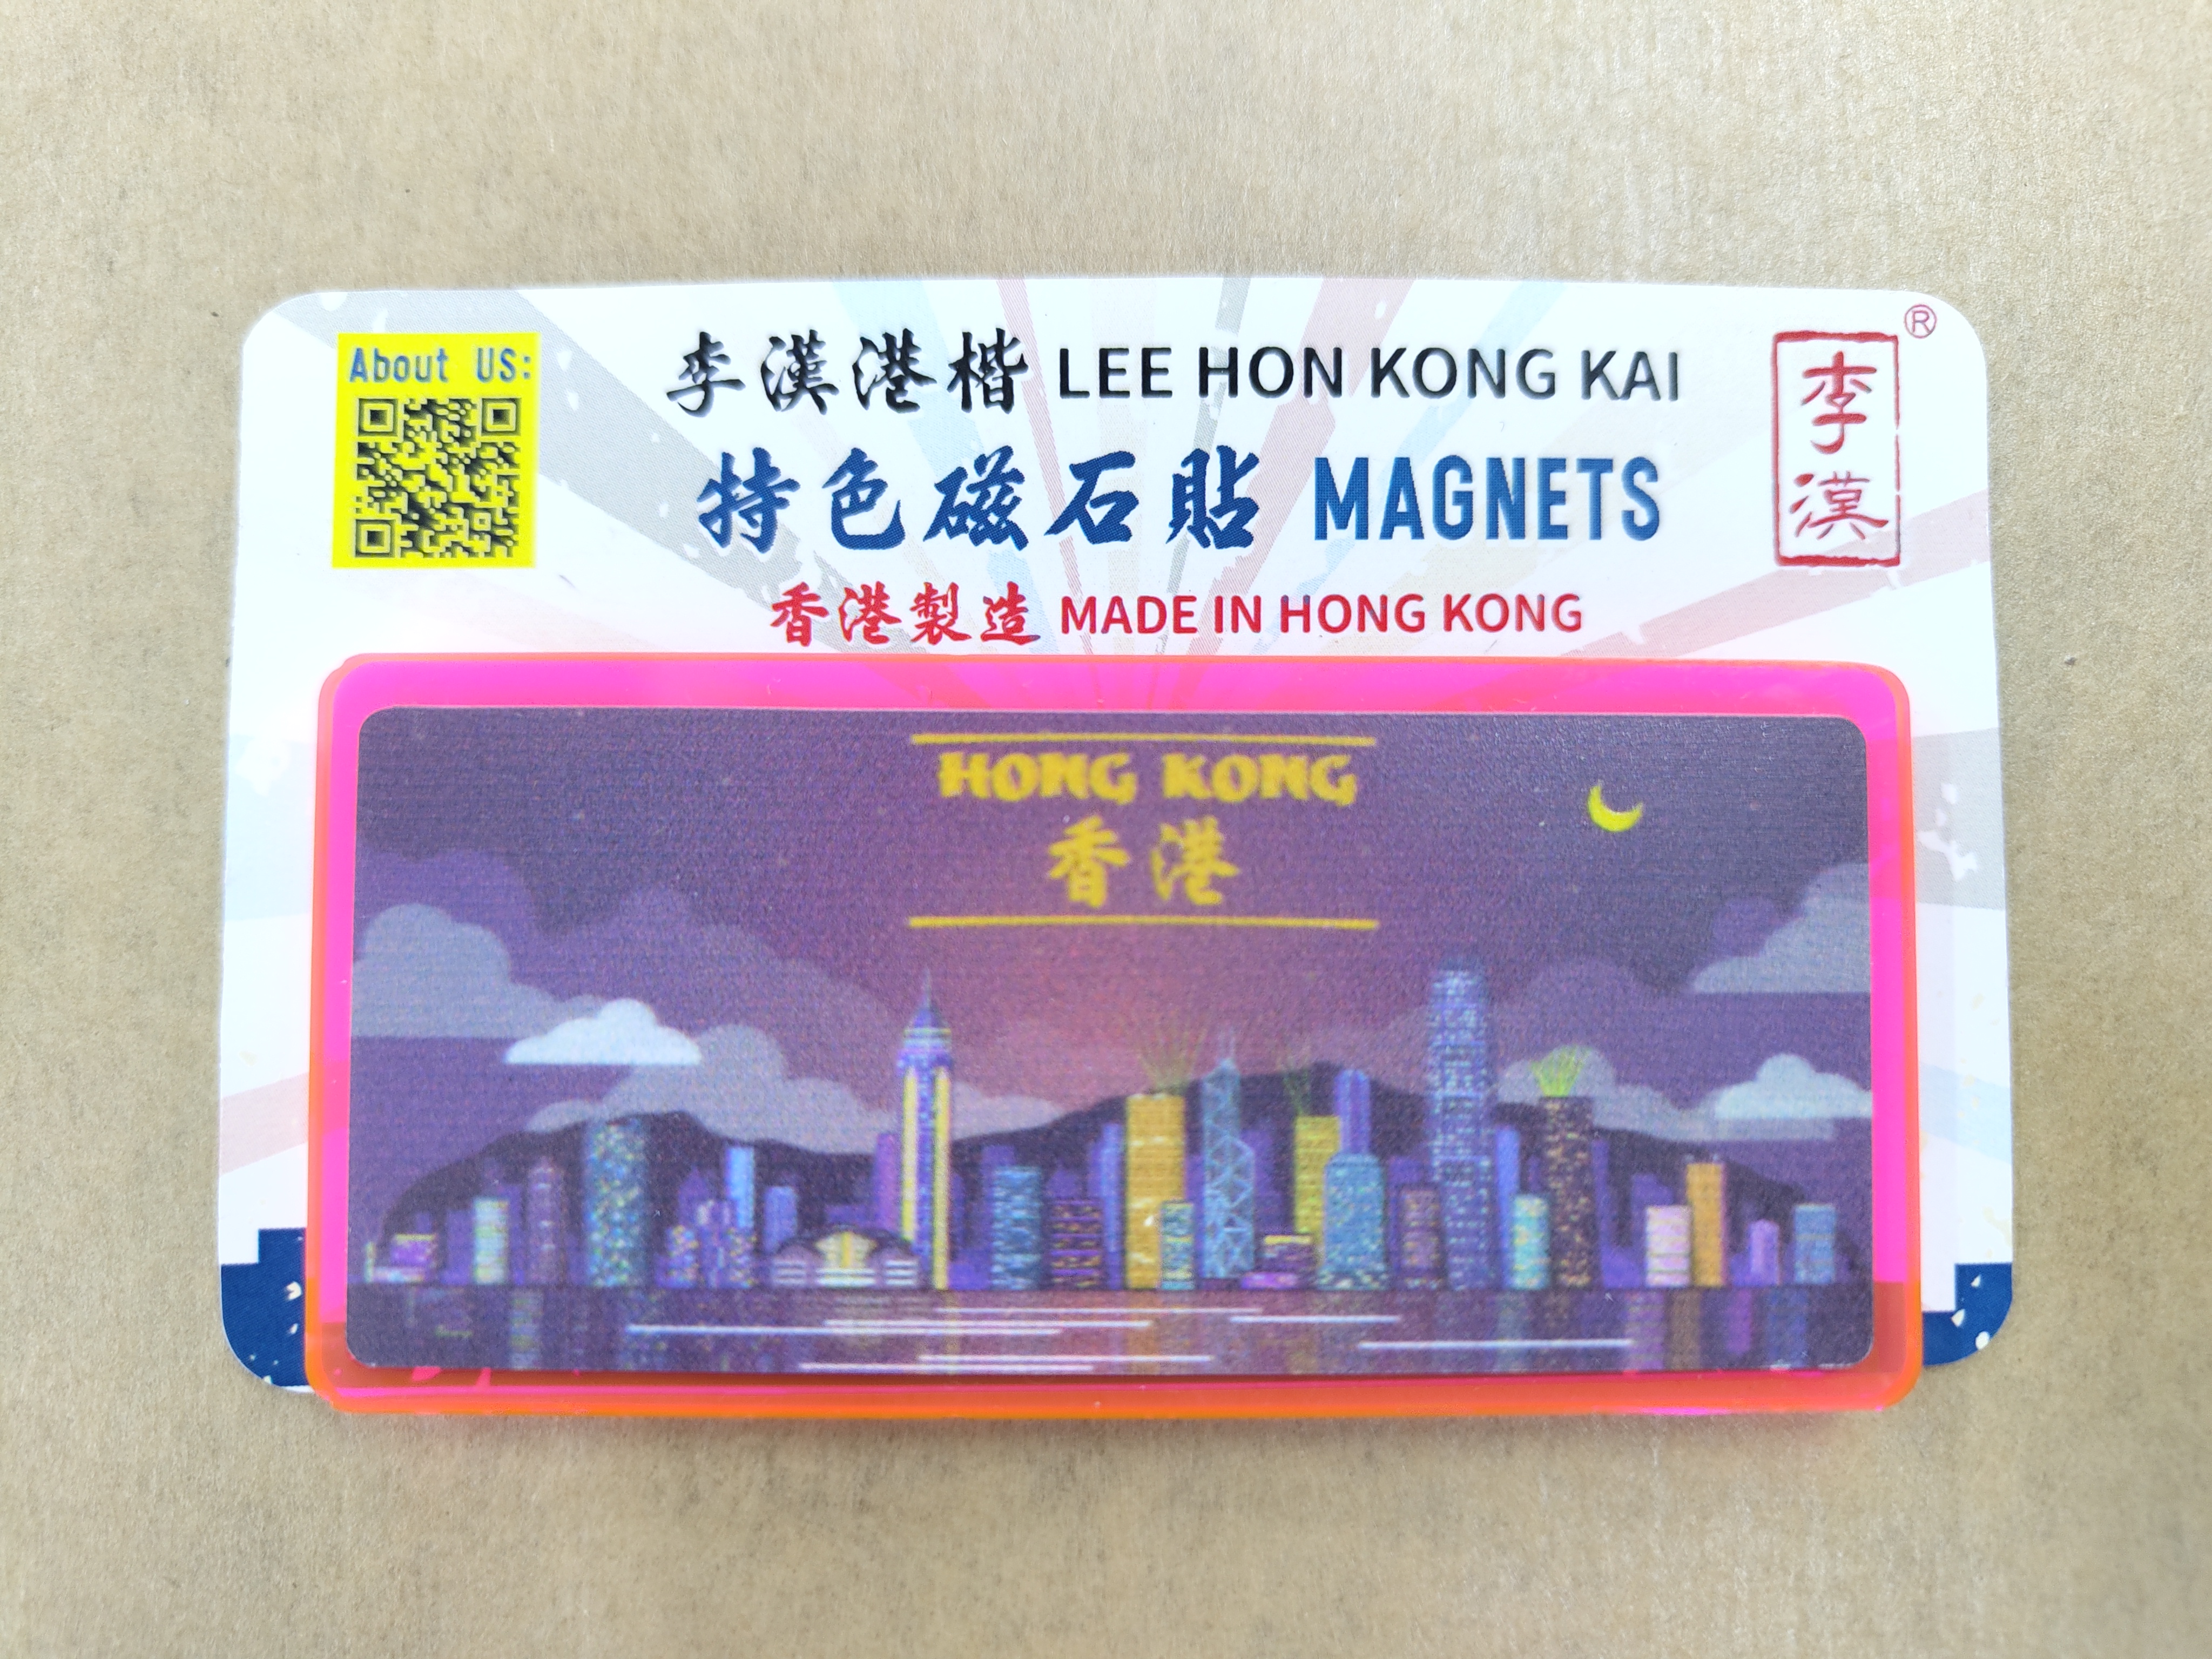 About US:
李漢港楷 LEE HON KONG KAI
特色磁石貼 MAGNETS
香港製造 MADE IN HONG KONG
®
李漢
HONG KONG
香港